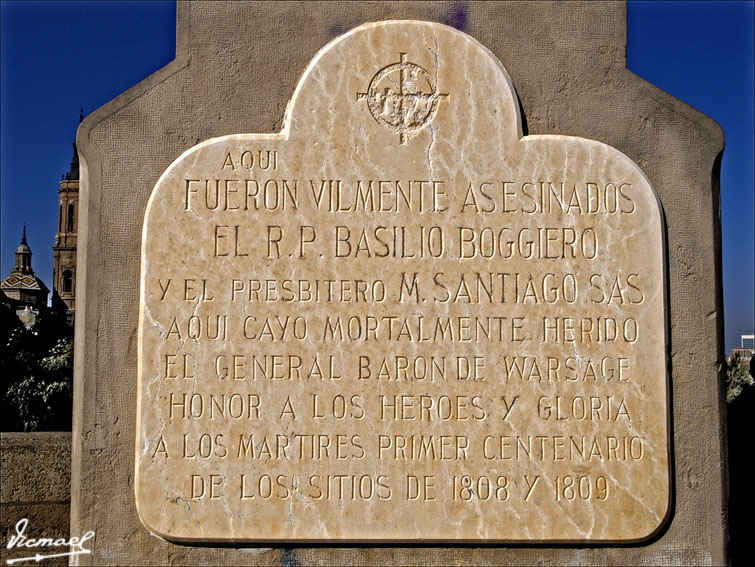 AQUI
FUERON VILMENTE ASESINADOS
EL R.P. BASILIO BOGGIERO
Y EL PRESBITERO M. SANTIAGO SAS
AQUI CAYO MORTALMENTE HERIDO
EL GENERAL BARON DE WARSAGE
HONOR A LOS HEROES Y GLORIA
A LOS MARTIRES PRIMER CENTENARIO
DE LOS SITIOS DE 1808 Y 1809
Vicmael